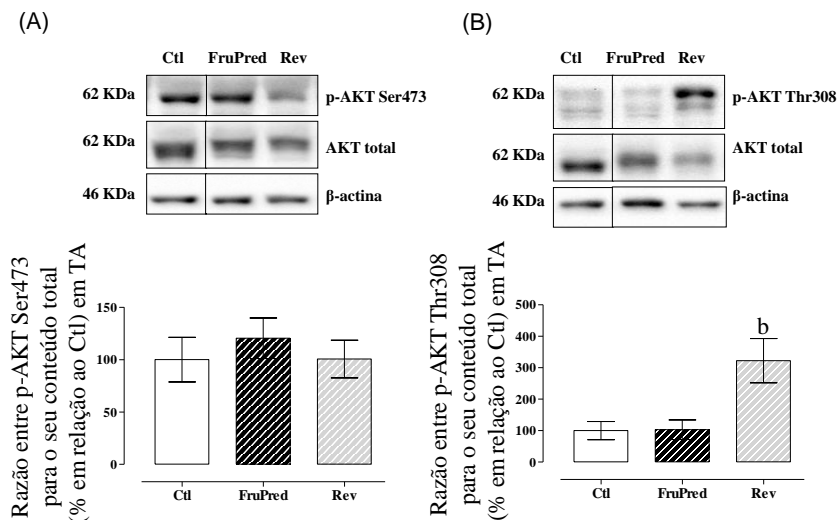 (A)
Ctl FruPred Rev
62 KDa p-AKT Ser473
62 KDa AKT total
46 KDa β-actina
Razão entre p-AKT Ser473
para o seu conteúdo total
(% em relação ao Ctl) em TA
150
100
50
0
Ctl FruPred Rev
(B)
Ctl FruPred Rev
62 KDa p-AKT Thr308
62 KDa AKT total
46 KDa β-actina
Razão entre p-AKT Thr308
para o seu conteúdo total
(% em relação ao Ctl) em TA
500
400
300
200
100
0
b
Ctl FruPred Rev